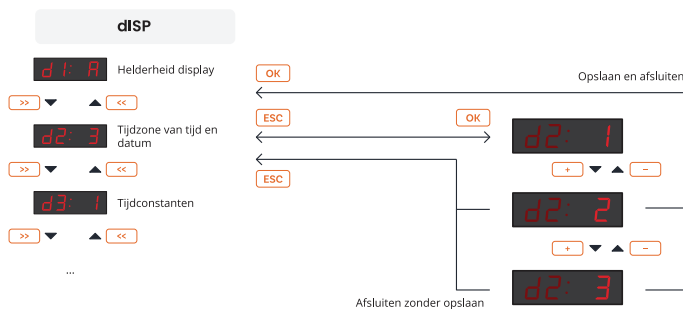 dISP
d1: A
Helderheid display
OK
Opslaan en afsluiten
>>
<<
ESC
OK
d2: 3
Tijdzone van tijd en
datum
d2: 1
>>
<<
ESC
+
−
d3: 1
Tijdconstanten
d2: 2
>>
<<
+
−
...
d2: 3
Afsluiten zonder opslaan